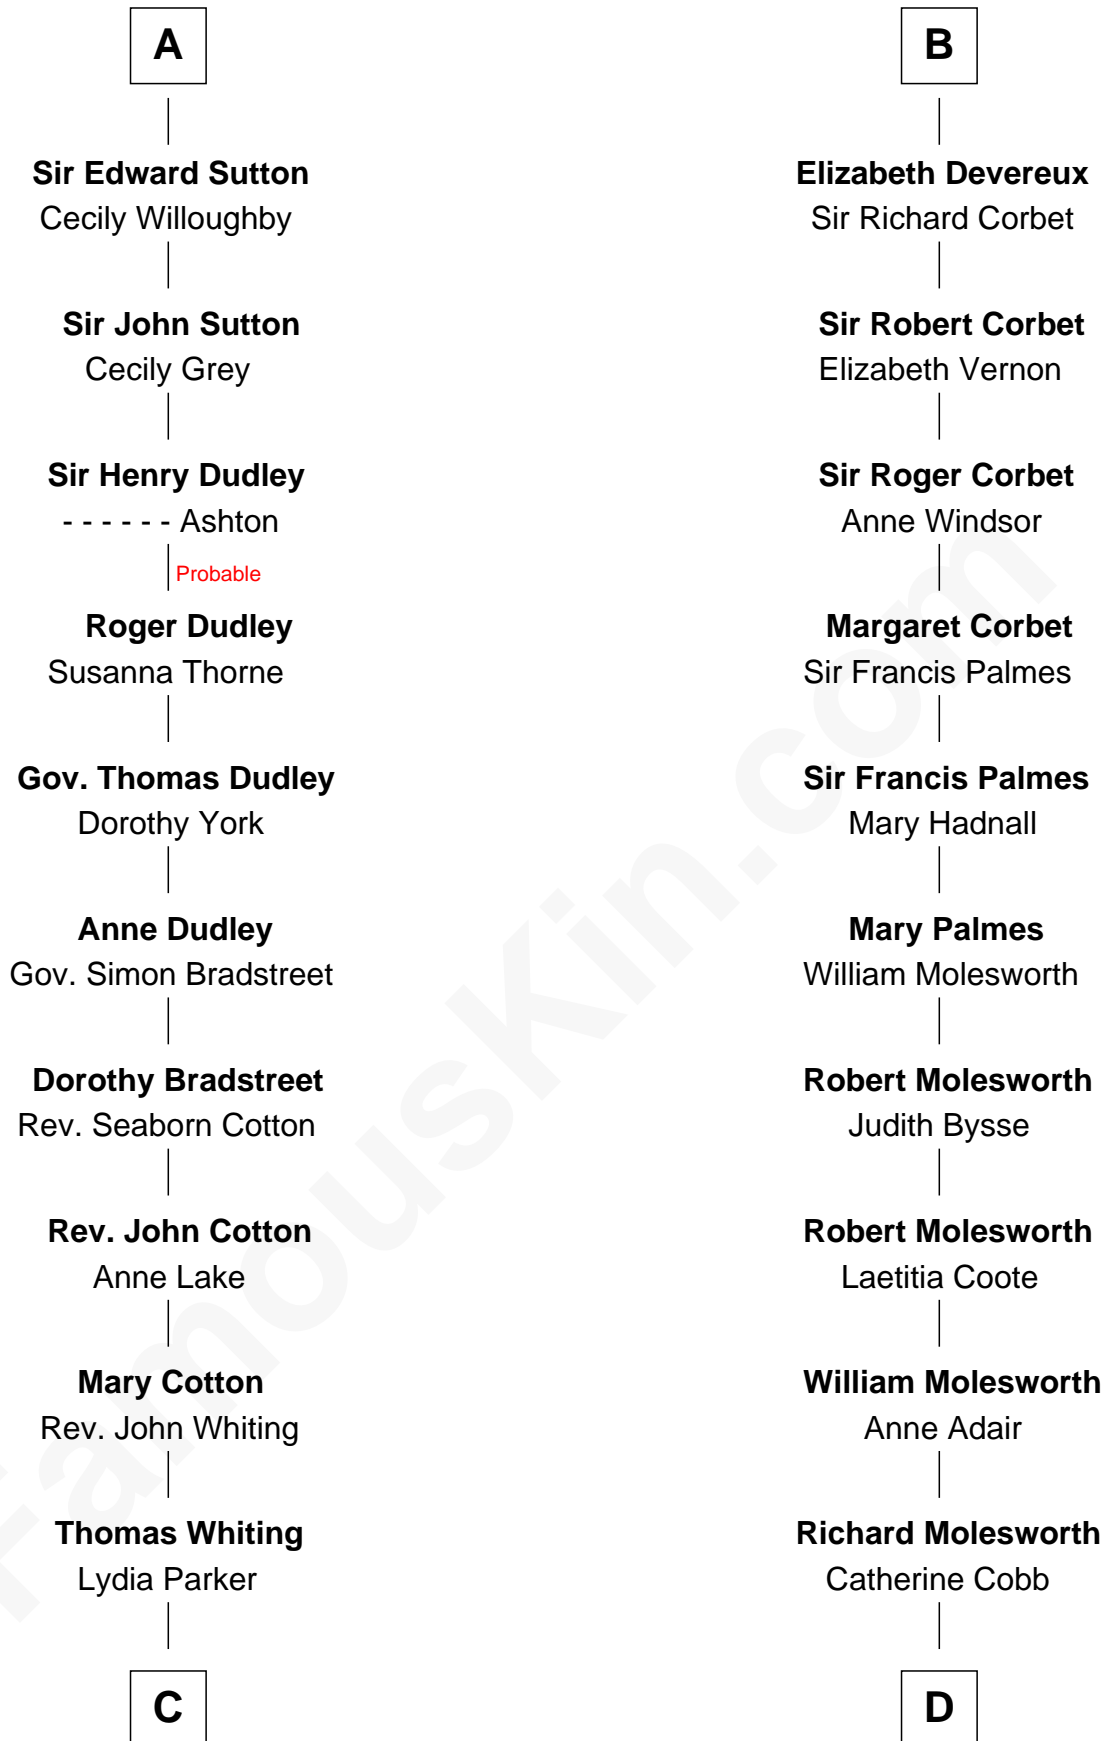 A
Sir Edward Sutton
Cecily Willoughby
Sir John Sutton
Cecily Grey
Sir Henry Dudley
- - - - - - Ashton
Probable
Roger Dudley
Susanna Thorne
Gov. Thomas Dudley
Dorothy York
Anne Dudley
Gov. Simon Bradstreet
Dorothy Bradstreet
Rev. Seaborn Cotton
Rev. John Cotton
Anne Lake
Mary Cotton
Rev. John Whiting
Thomas Whiting
Lydia Parker
C
B
Elizabeth Devereux
Sir Richard Corbet
Sir Robert Corbet
Elizabeth Vernon
Sir Roger Corbet
Anne Windsor
Margaret Corbet
Sir Francis Palmes
Sir Francis Palmes
Mary Hadnall
Mary Palmes
William Molesworth
Robert Molesworth
Judith Bysse
Robert Molesworth
Laetitia Coote
William Molesworth
Anne Adair
Richard Molesworth
Catherine Cobb
D
FamousKin.com